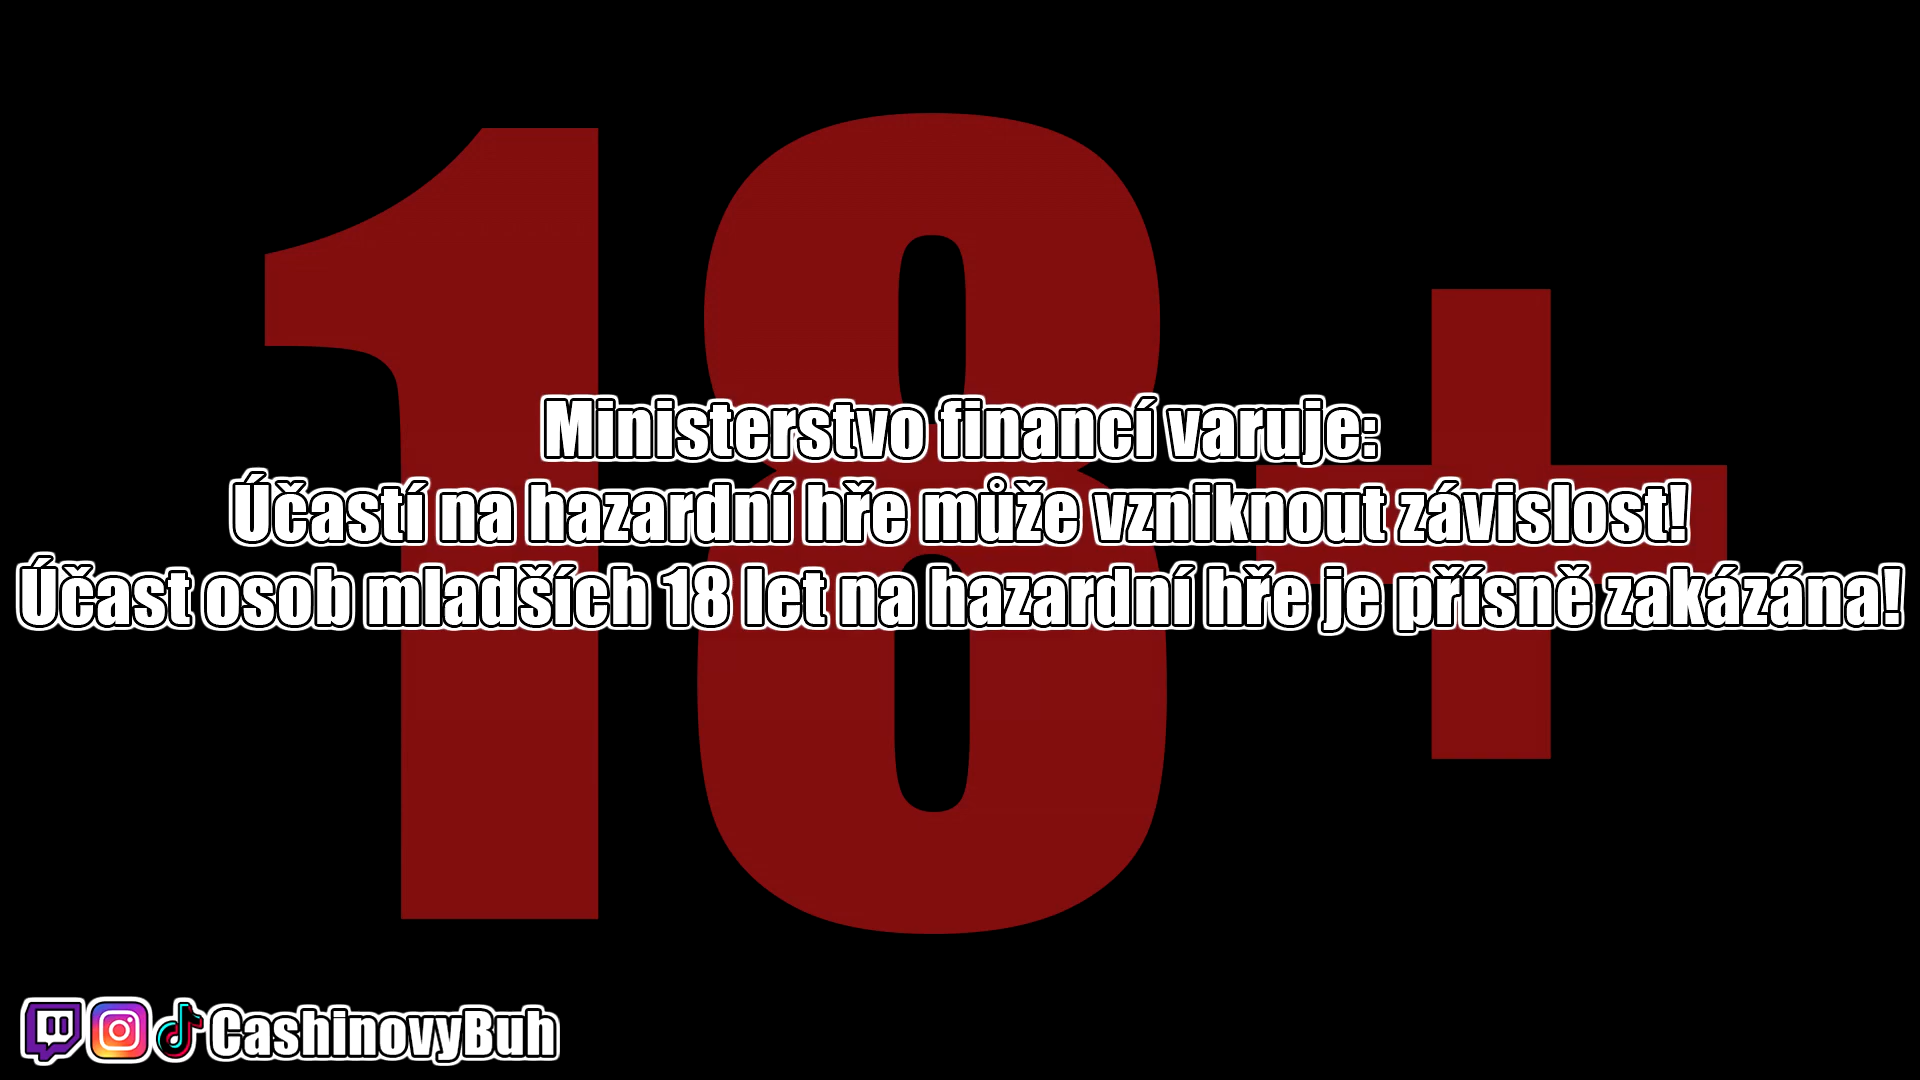 18+
Ministerstvo financí varuje:
Účastí na hazardní hře může vzniknout závislost!
Účast osob mladších 18 let na hazardní hře je přísně zakázána!
CashinovyBuh